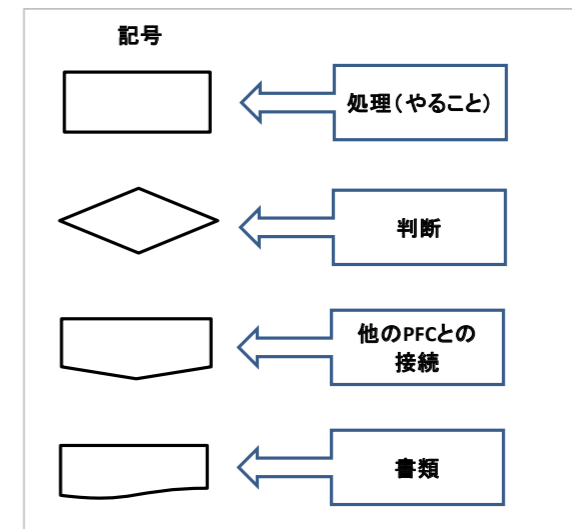 記号
処理(やること)
判断
他のPFCとの
接続
書類